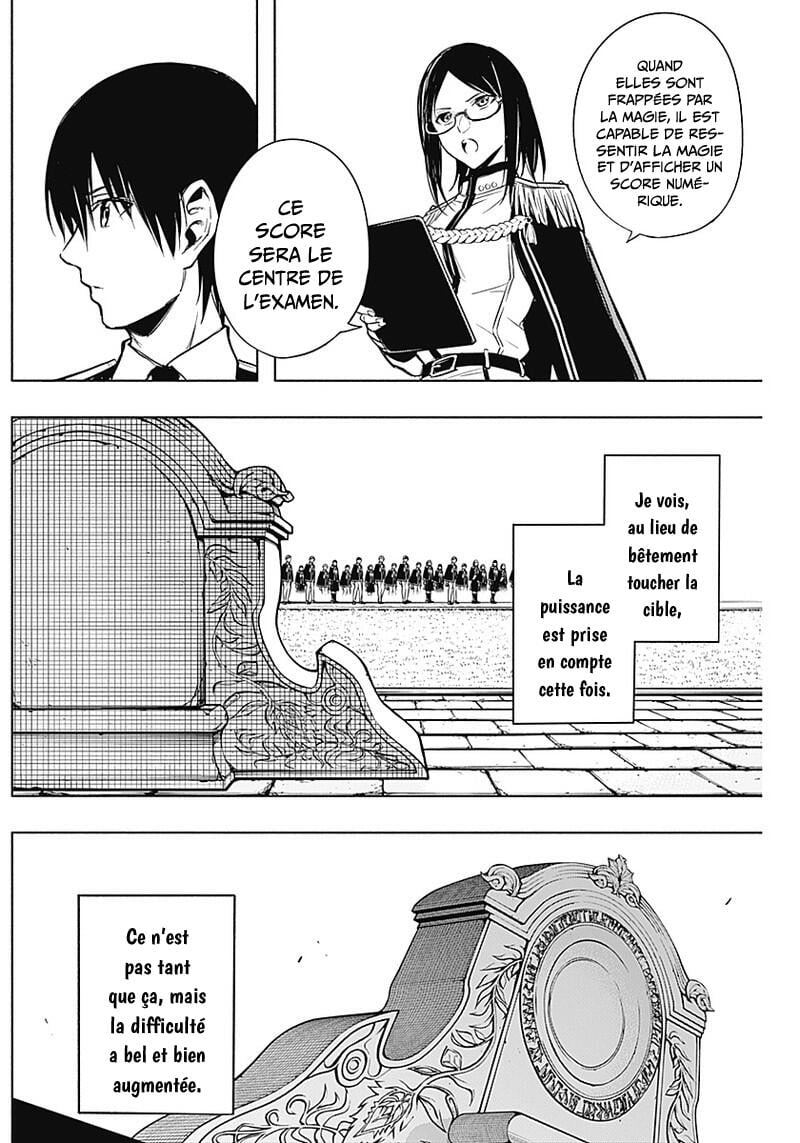 QUAND
ELLES SONT
FRAPPÉES PAR
LA MAGIE, IL EST
CAPABLE DE RES-
SENTIR LA MAGIE
ET D'AFFICHER UN
SCORE NUMÉ-
RIQUE.
CE
SCORE
SERA LE
CENTRE DE
L'EXAMEN.
Je vois,
au lieu de
bêtement
toucher la
cible,
La
puissance
est prise
en compte
cette fois.
Ce n'est
pas tant
que ça, mais
la difficulté
a bel et bien
augmentée.